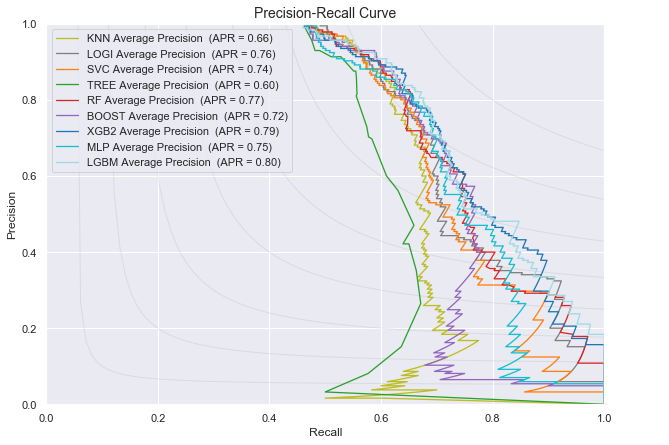 Precision-Recall Curve
1.0
0.8
0.6
0.4
0.2
0.0
Precision
KNN Average Precision (APR = 0.66)
LOGI Average Precision (APR = 0.76)
SVC Average Precision (APR = 0.74)
TREE Average Precision (APR = 0.60)
RF Average Precision (APR = 0.77)
BOOST Average Precision (APR = 0.72)
XGB2 Average Precision (APR = 0.79)
MLP Average Precision (APR = 0.75)
LGBM Average Precision (APR = 0.80)
0.0 0.2 0.4 0.6 0.8 1.0
Recall